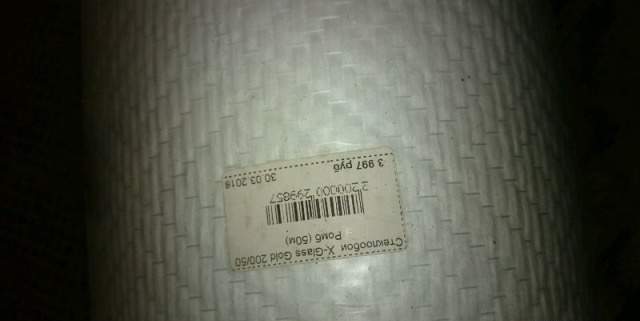 Стеклообои X-Glass Gold 200/50
Ромб (50м)
2 200000 299857
3 997 руб 30.03.2018